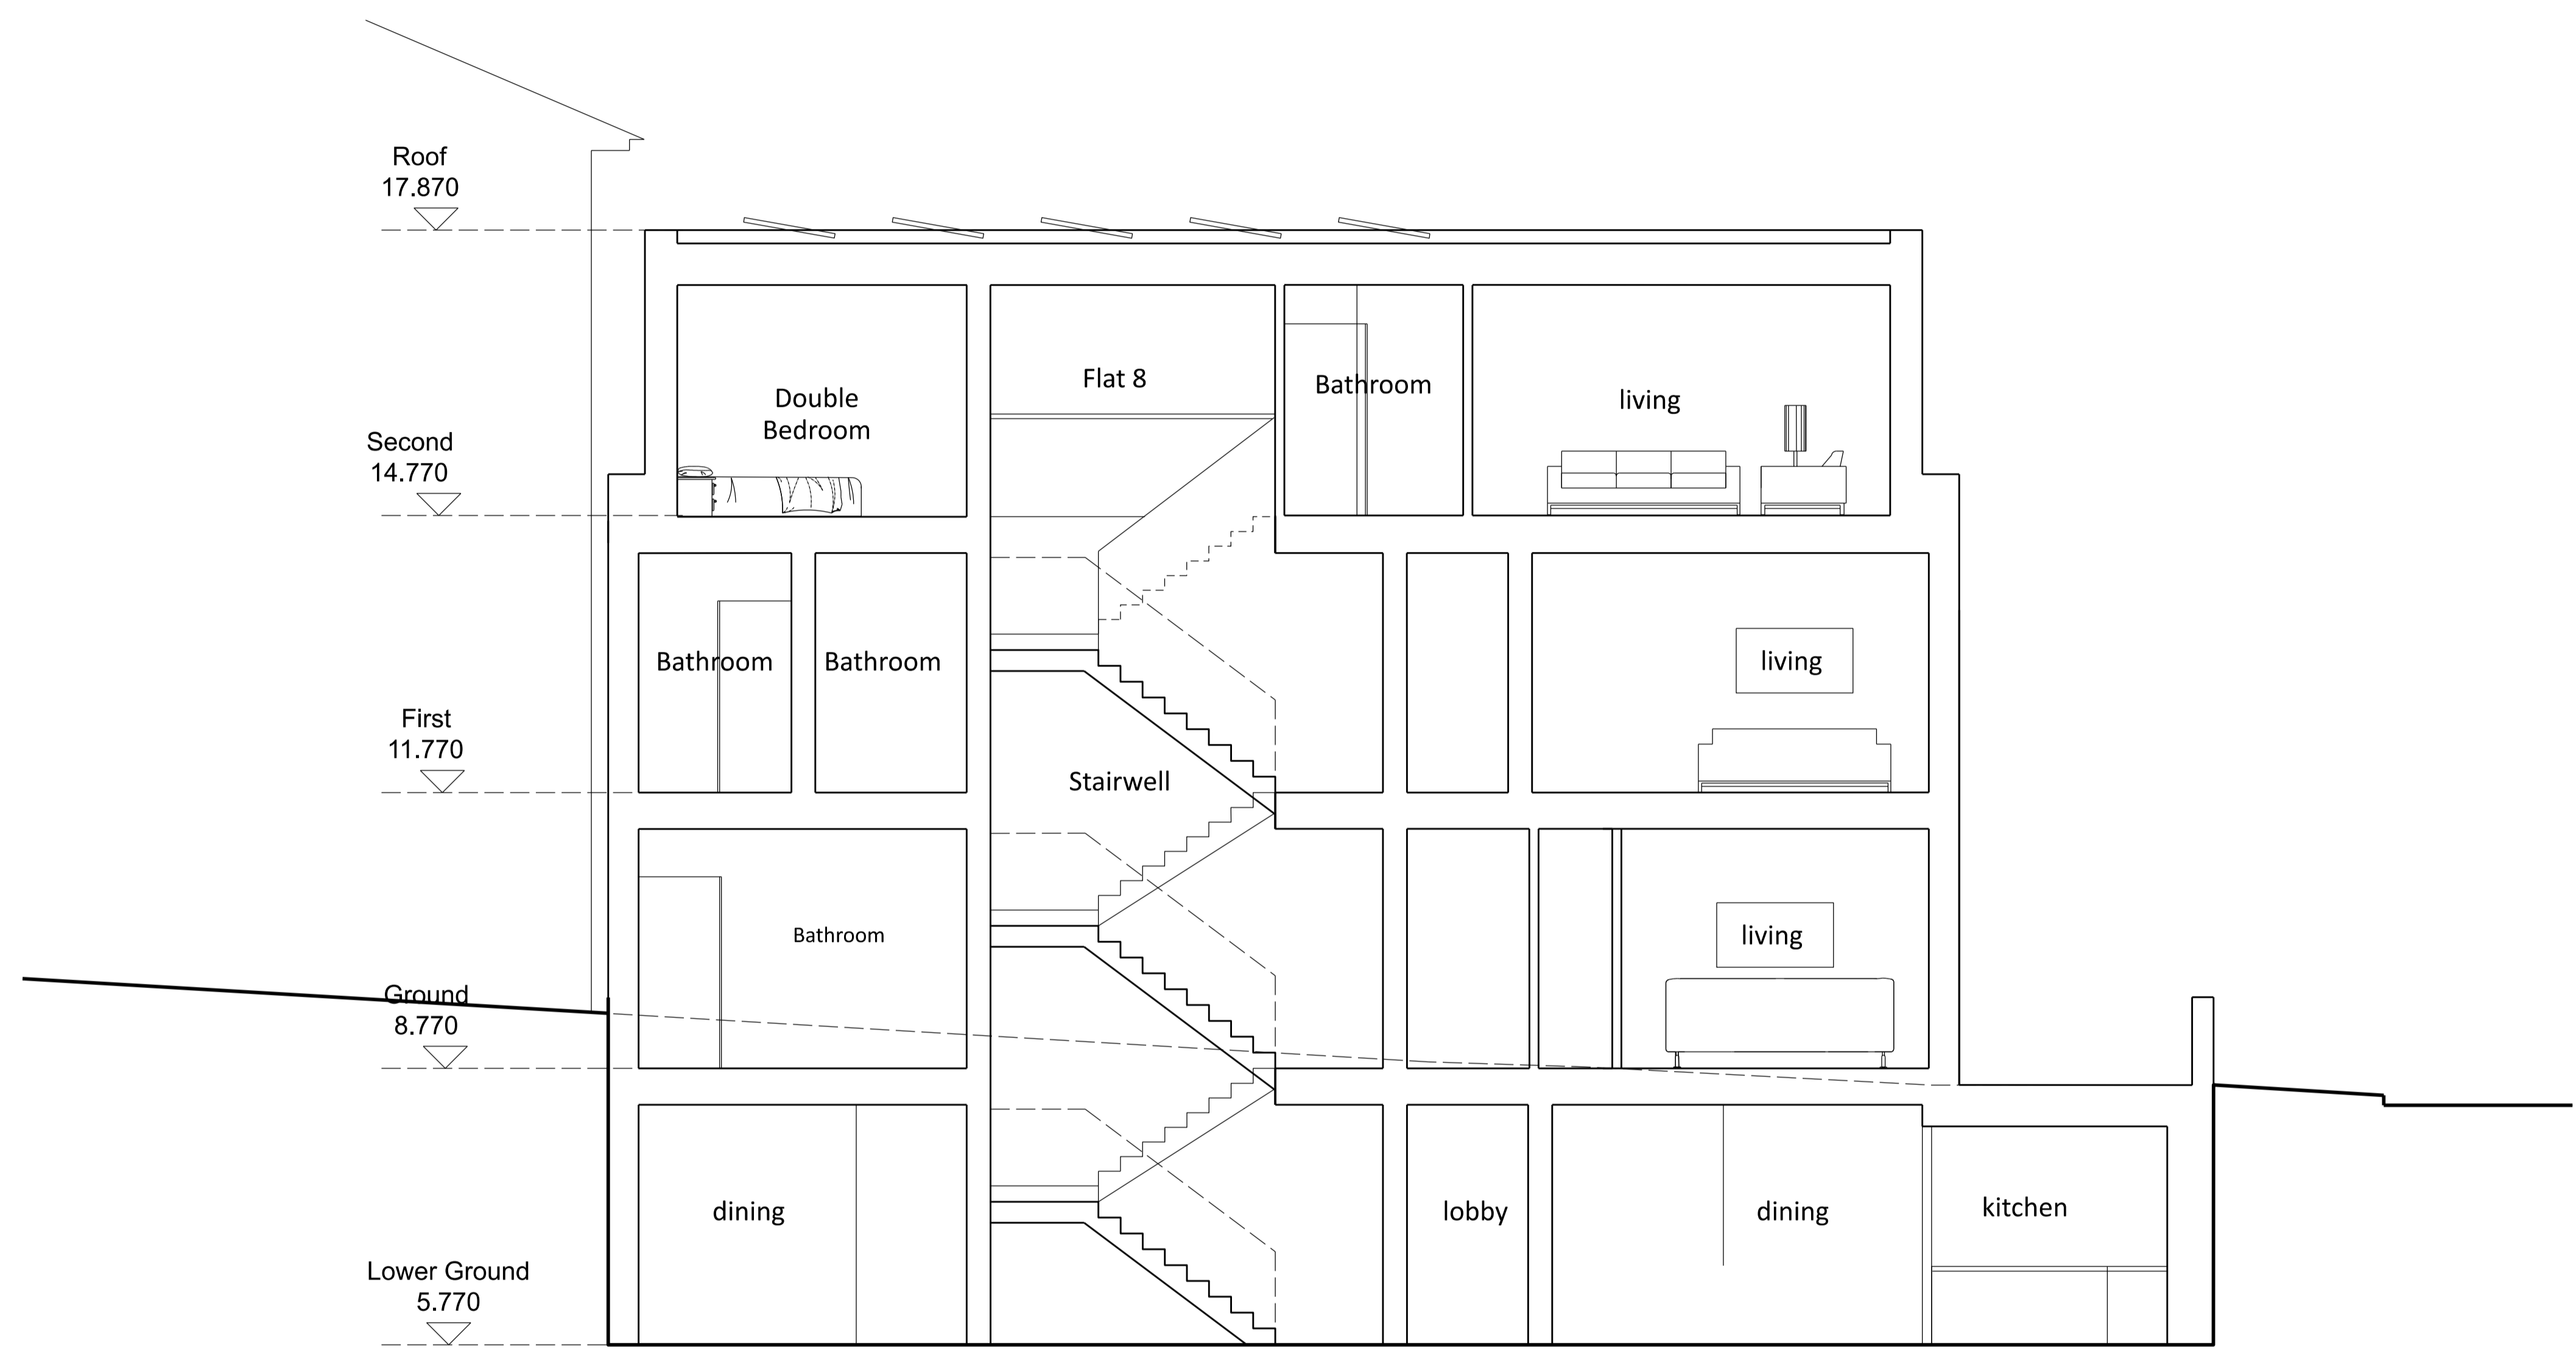 Roof
17.870
Flat 8
Bathroom
living
Double
Bedroom
Second
14.770
Bathroom
Bathroom
living
First
11.770
Stairwell
Bathroom
living
Ground
8.770
dining
lobby
dining
kitchen
Lower Ground
5.770